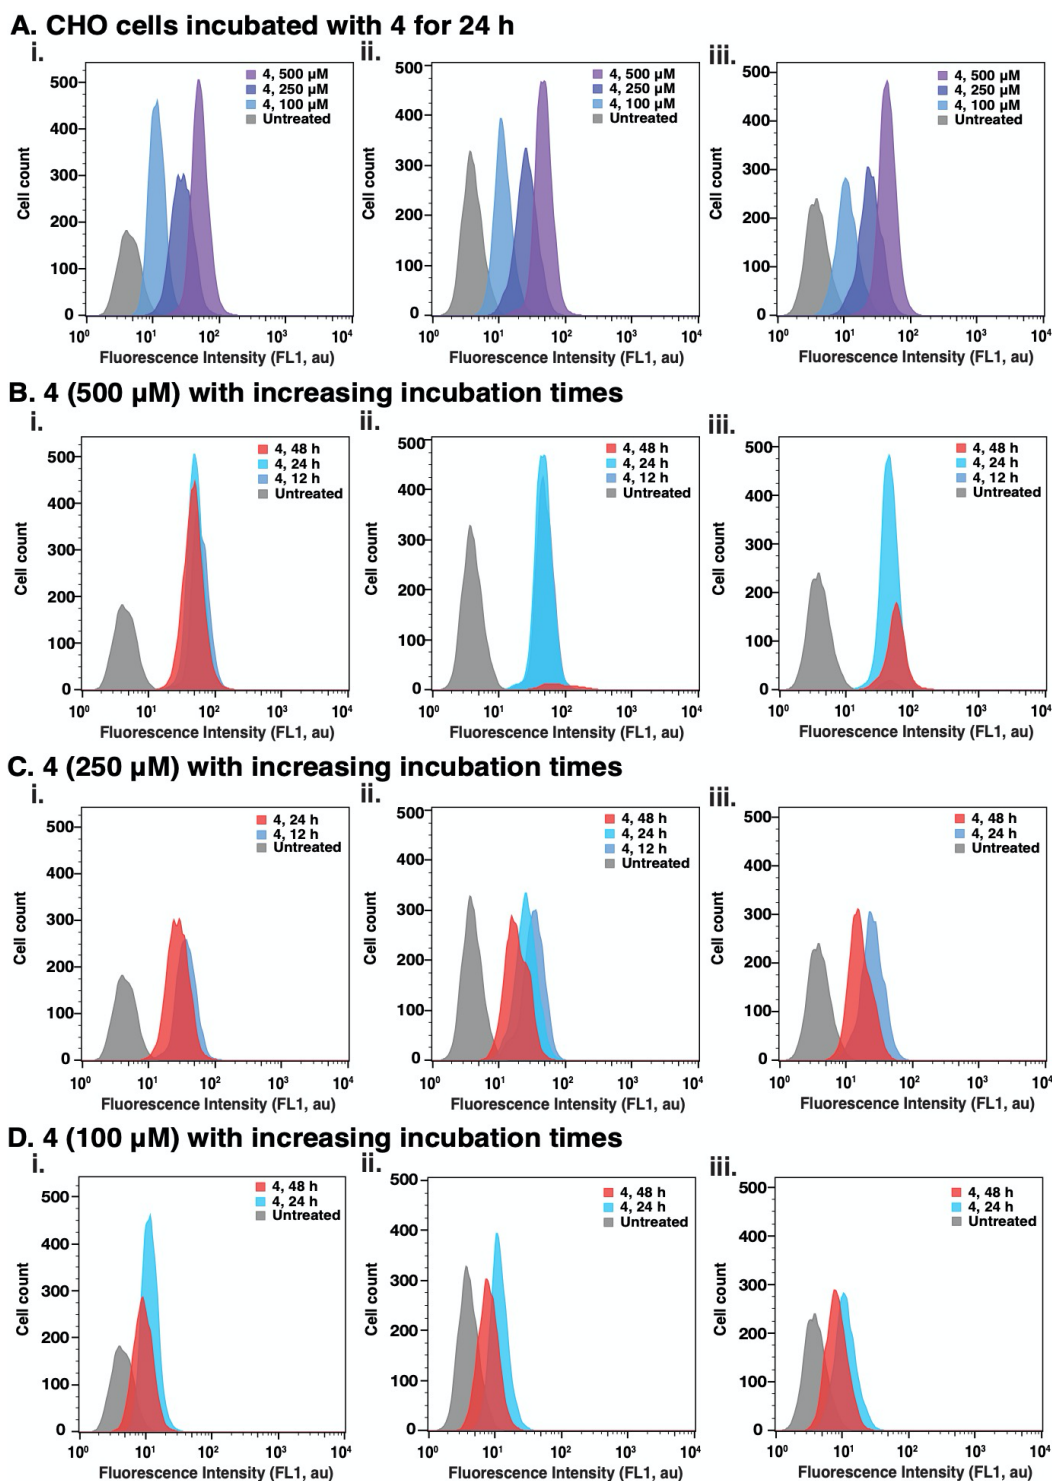 A. CHO cells incubated with 4 for 24 h
i.
500
400
300
200
100
0
Cell count
4, 500 µM
4, 250 µM
4, 100 µM
Untreated
10⁰ 10¹ 10² 10³ 10⁴
Fluorescence Intensity (FL1, au)
ii.
500
400
300
200
100
0
Cell count
4, 500 µM
4, 250 µM
4, 100 µM
Untreated
10⁰ 10¹ 10² 10³ 10⁴
Fluorescence Intensity (FL1, au)
iii.
500
400
300
200
100
0
Cell count
4, 500 µM
4, 250 µM
4, 100 µM
Untreated
10⁰ 10¹ 10² 10³ 10⁴
Fluorescence Intensity (FL1, au)
B. 4 (500 µM) with increasing incubation times
i.
500
400
300
200
100
0
Cell count
4, 48 h
4, 24 h
4, 12 h
Untreated
10⁰ 10¹ 10² 10³ 10⁴
Fluorescence Intensity (FL1, au)
ii.
500
400
300
200
100
0
Cell count
4, 48 h
4, 24 h
4, 12 h
Untreated
10⁰ 10¹ 10² 10³ 10⁴
Fluorescence Intensity (FL1, au)
iii.
500
400
300
200
100
0
Cell count
4, 48 h
4, 24 h
4, 12 h
Untreated
10⁰ 10¹ 10² 10³ 10⁴
Fluorescence Intensity (FL1, au)
C. 4 (250 µM) with increasing incubation times
i.
500
400
300
200
100
0
Cell count
4, 24 h
4, 12 h
Untreated
10⁰ 10¹ 10² 10³ 10⁴
Fluorescence Intensity (FL1, au)
ii.
500
400
300
200
100
0
Cell count
4, 48 h
4, 24 h
4, 12 h
Untreated
10⁰ 10¹ 10² 10³ 10⁴
Fluorescence Intensity (FL1, au)
iii.
500
400
300
200
100
0
Cell count
4, 48 h
4, 24 h
Untreated
10⁰ 10¹ 10² 10³ 10⁴
Fluorescence Intensity (FL1, au)
D. 4 (100 µM) with increasing incubation times
i.
500
400
300
200
100
0
Cell count
4, 48 h
4, 24 h
Untreated
10⁰ 10¹ 10² 10³ 10⁴
Fluorescence Intensity (FL1, au)
ii.
500
400
300
200
100
0
Cell count
4, 48 h
4, 24 h
Untreated
10⁰ 10¹ 10² 10³ 10⁴
Fluorescence Intensity (FL1, au)
iii.
500
400
300
200
100
0
Cell count
4, 48 h
4, 24 h
Untreated
10⁰ 10¹ 10² 10³ 10⁴
Fluorescence Intensity (FL1, au)